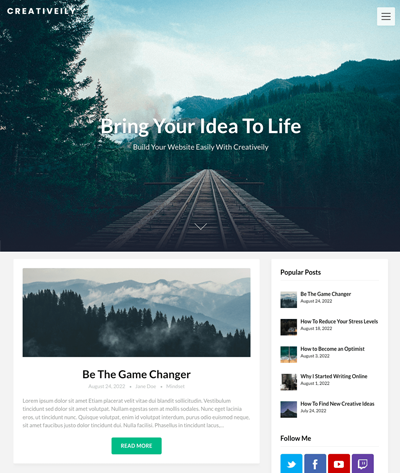 CREATIVEILY
Bring Your Idea To Life
Build Your Website Easily With Creativeily
Be The Game Changer
August 24, 2022 • Jane Doe • Mindset
Lorem ipsum dolor sit amet Etiam placerat velit vitae dui blandit sollicitudin. Vestibulum
tincidunt sed dolor sit amet volutpat. Nullam egestas sem at mollis sodales. Nunc eget lacinia
eros, ut tincidunt nunc. Quisque volutpat, enim id volutpat interdum, purus odio euismod neque,
sit amet faucibus justo dolor tincidunt dui. Nulla facilisi. Phasellus in tincidunt lacus,...
READ MORE
Popular Posts
Be The Game Changer
August 24, 2022
How To Reduce Your Stress Levels
August 16, 2022
How to Become an Optimist
August 3, 2022
Why I Started Writing Online
August 1, 2022
How To Find New Creative Ideas
July 24, 2022
Follow Me